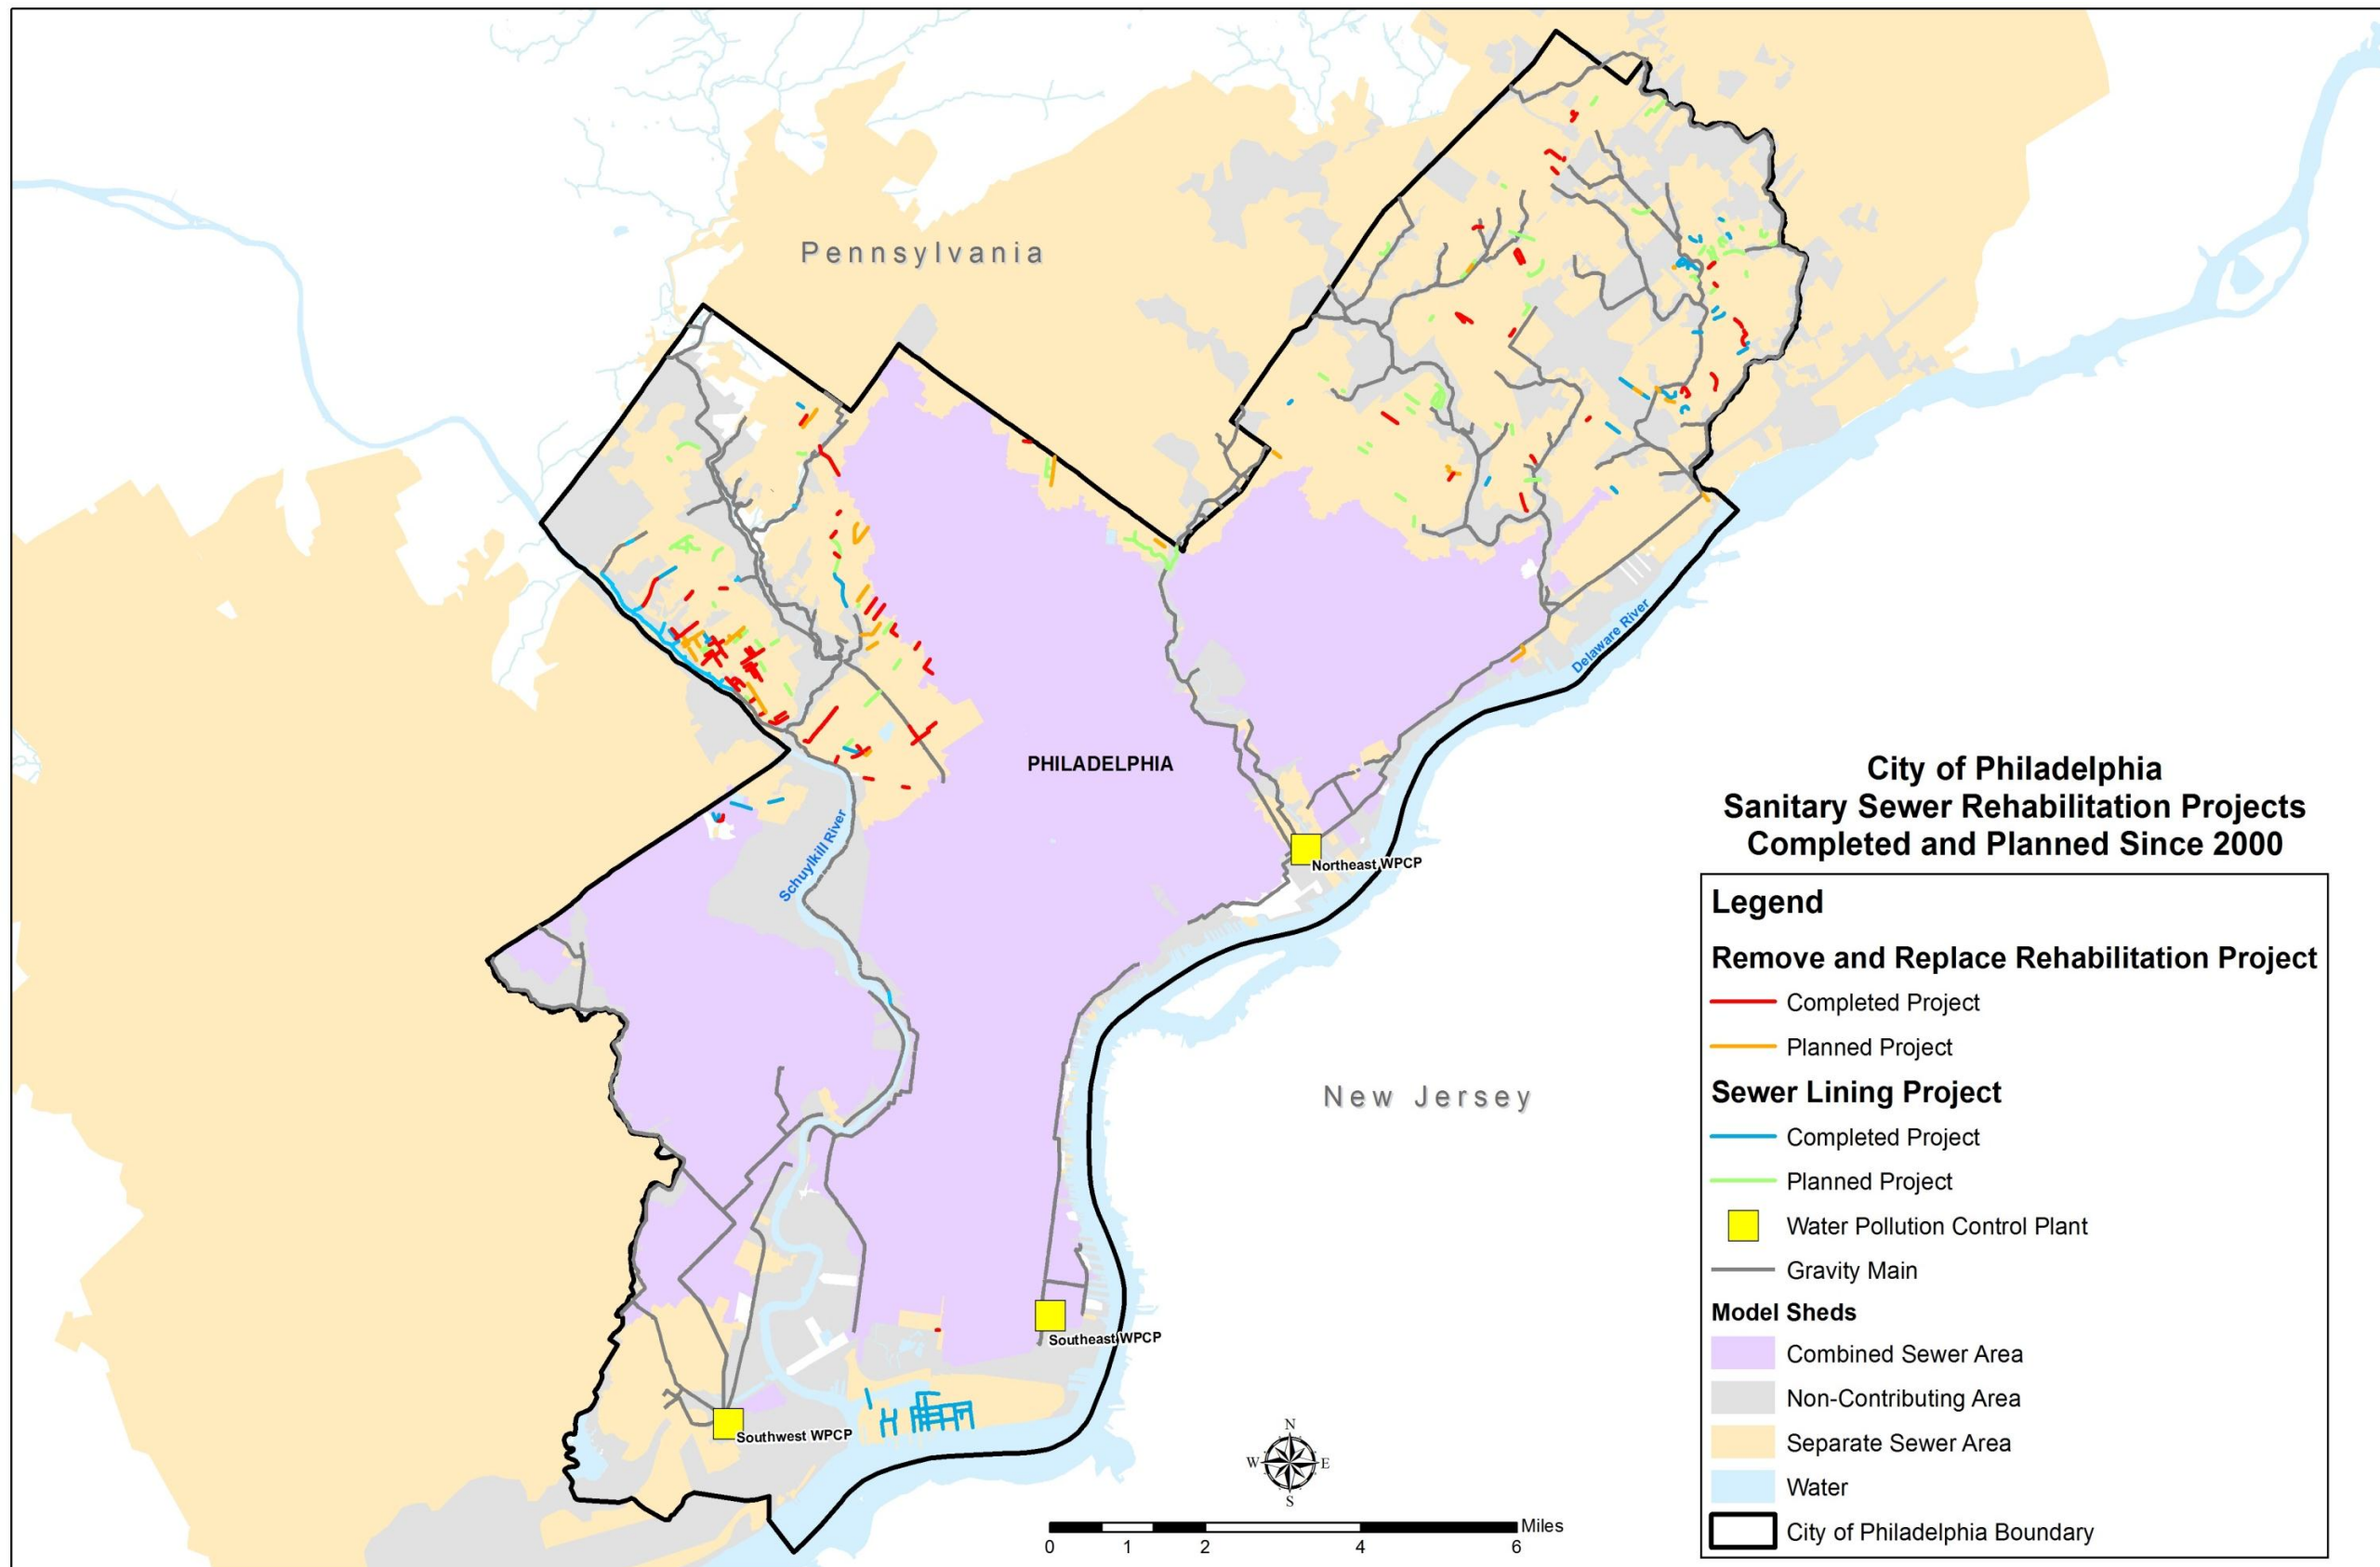 Pennsylvania
PHILADELPHIA
Schuylkill River
Delaware River
Northeast WPCP
New Jersey
Southeast WPCP
Southwest WPCP
N
W E
S
Miles
0 1 2 4 6
City of Philadelphia
Sanitary Sewer Rehabilitation Projects
Completed and Planned Since 2000
Legend
Remove and Replace Rehabilitation Project
Completed Project
Planned Project
Sewer Lining Project
Completed Project
Planned Project
Water Pollution Control Plant
Gravity Main
Model Sheds
Combined Sewer Area
Non-Contributing Area
Separate Sewer Area
Water
City of Philadelphia Boundary